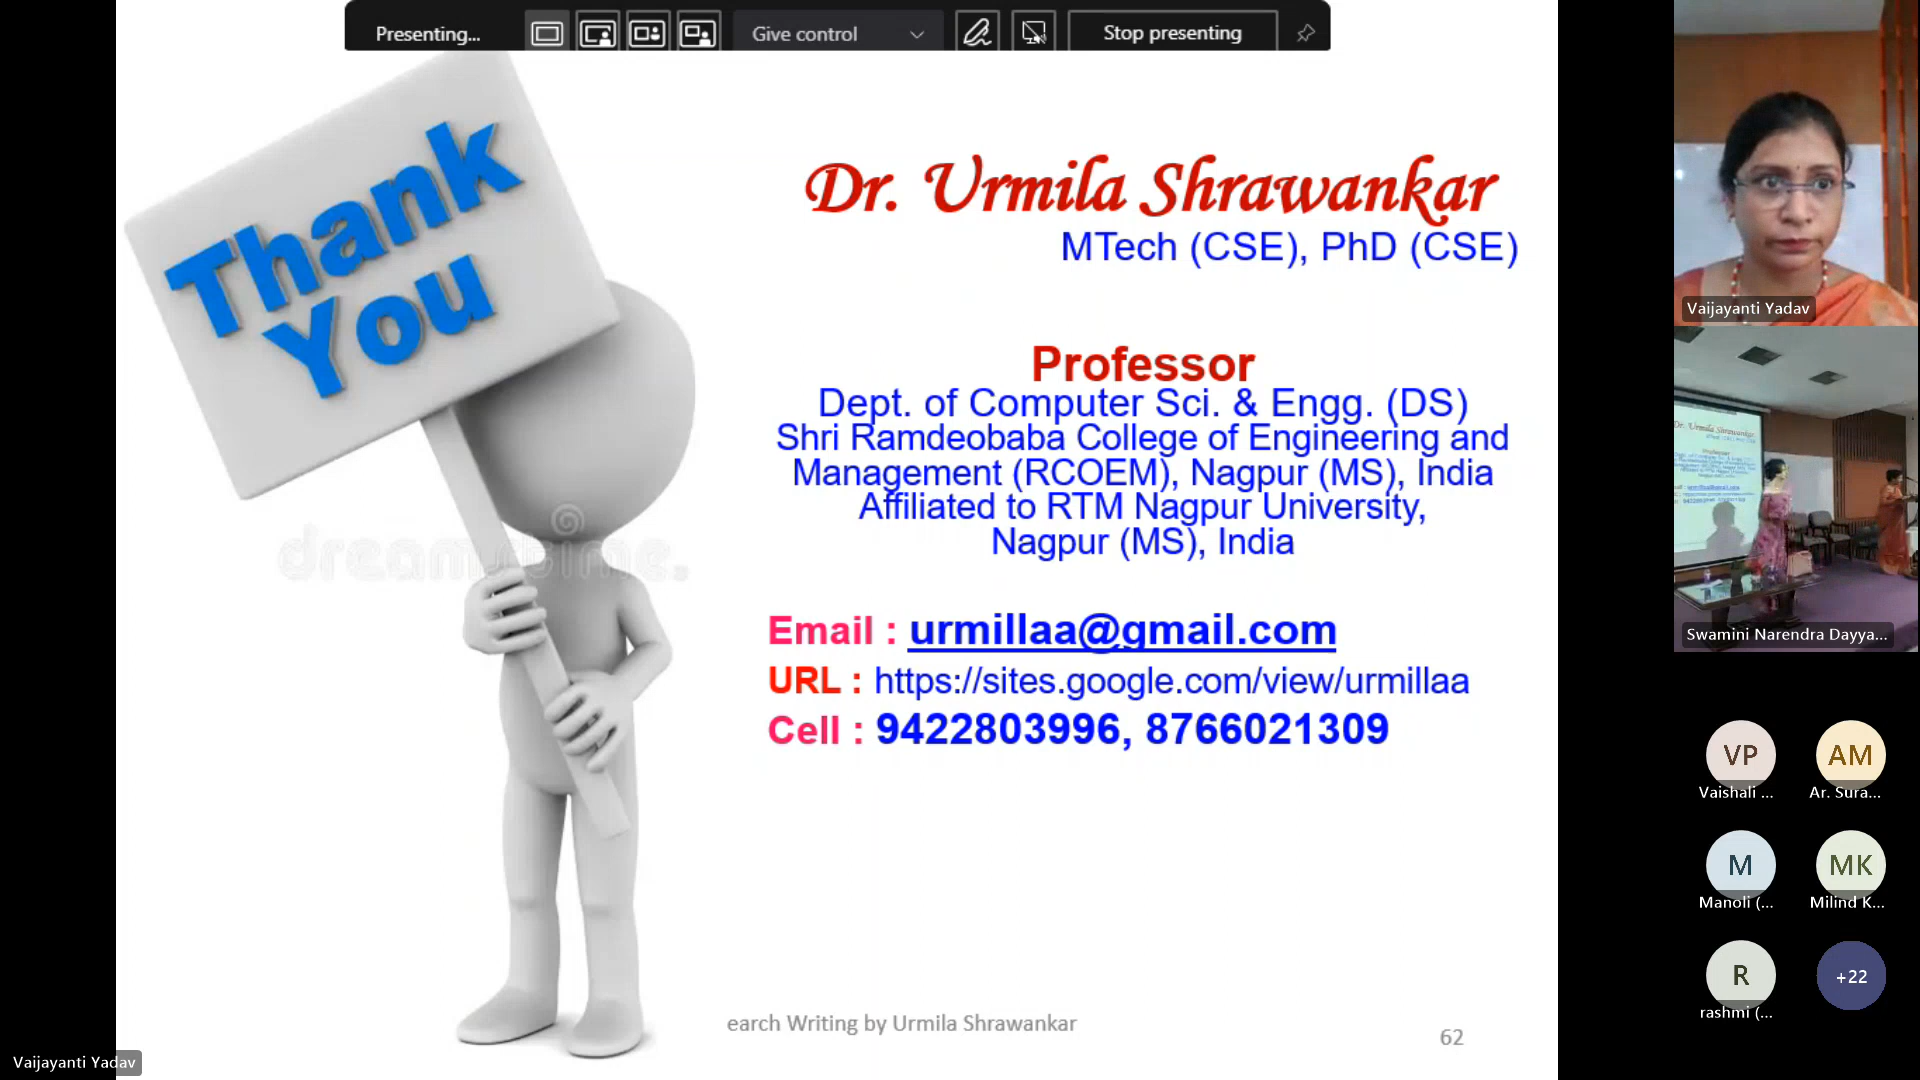 Presenting...
Give control
Stop presenting
Thank
You
Dr. Urmila Shrawankar
MTech (CSE), PhD (CSE)
Professor
Dept. of Computer Sci. & Engg. (DS)
Shri Ramdeobaba College of Engineering and
Management (RCOEM), Nagpur (MS), India
Affiliated to RTM Nagpur University,
Nagpur (MS), India
Email : urmillaa@gmail.com
URL : https://sites.google.com/view/urmillaa
Cell : 9422803996, 8766021309
dreamstime.
earch Writing by Urmila Shrawankar
62
Vaijayanti Yadav
Vaijayanti Yadav
Dr. Urmila Shrawankar
Swamini Narendra Dayya...
VP
Vaishali ...
AM
Ar. Sura...
M
Manoli (...
MK
Milind K...
R
rashmi (...
+22